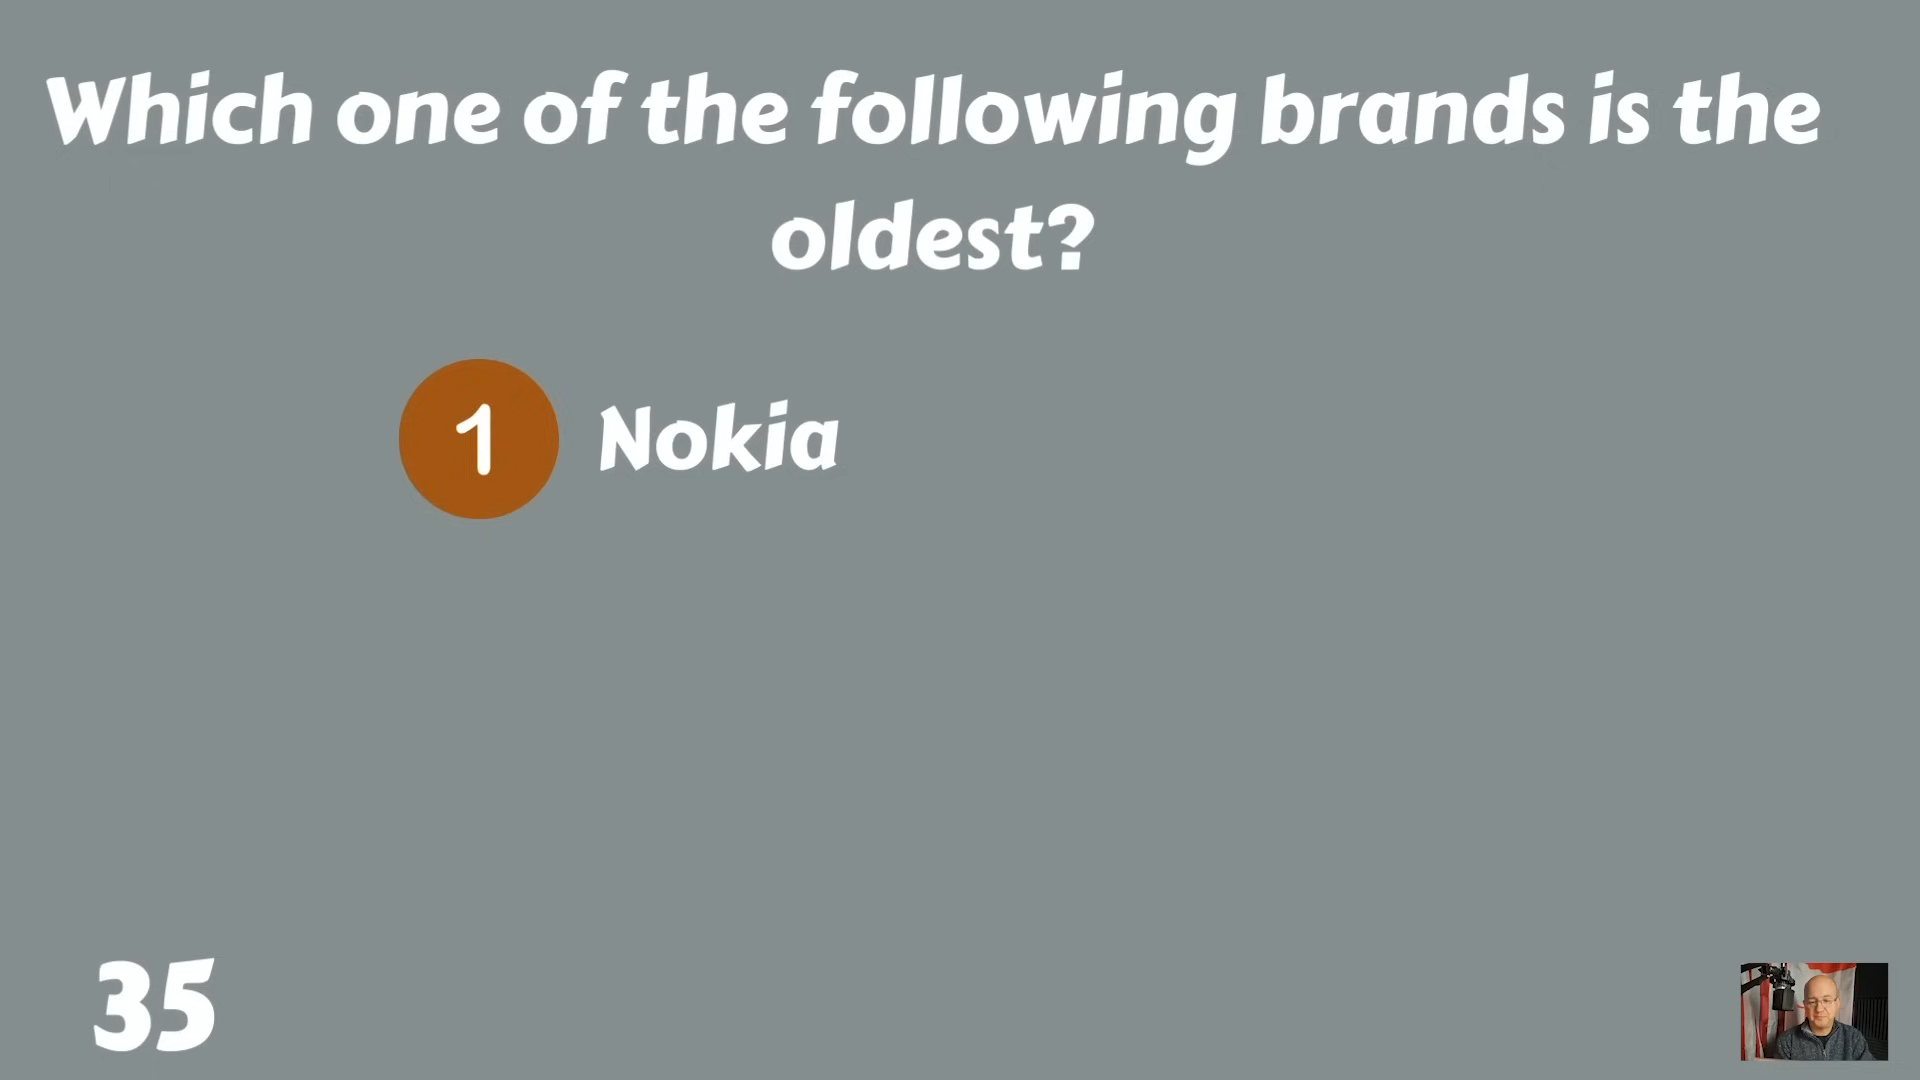 Which one of the following brands is the
oldest?
1 Nokia
35